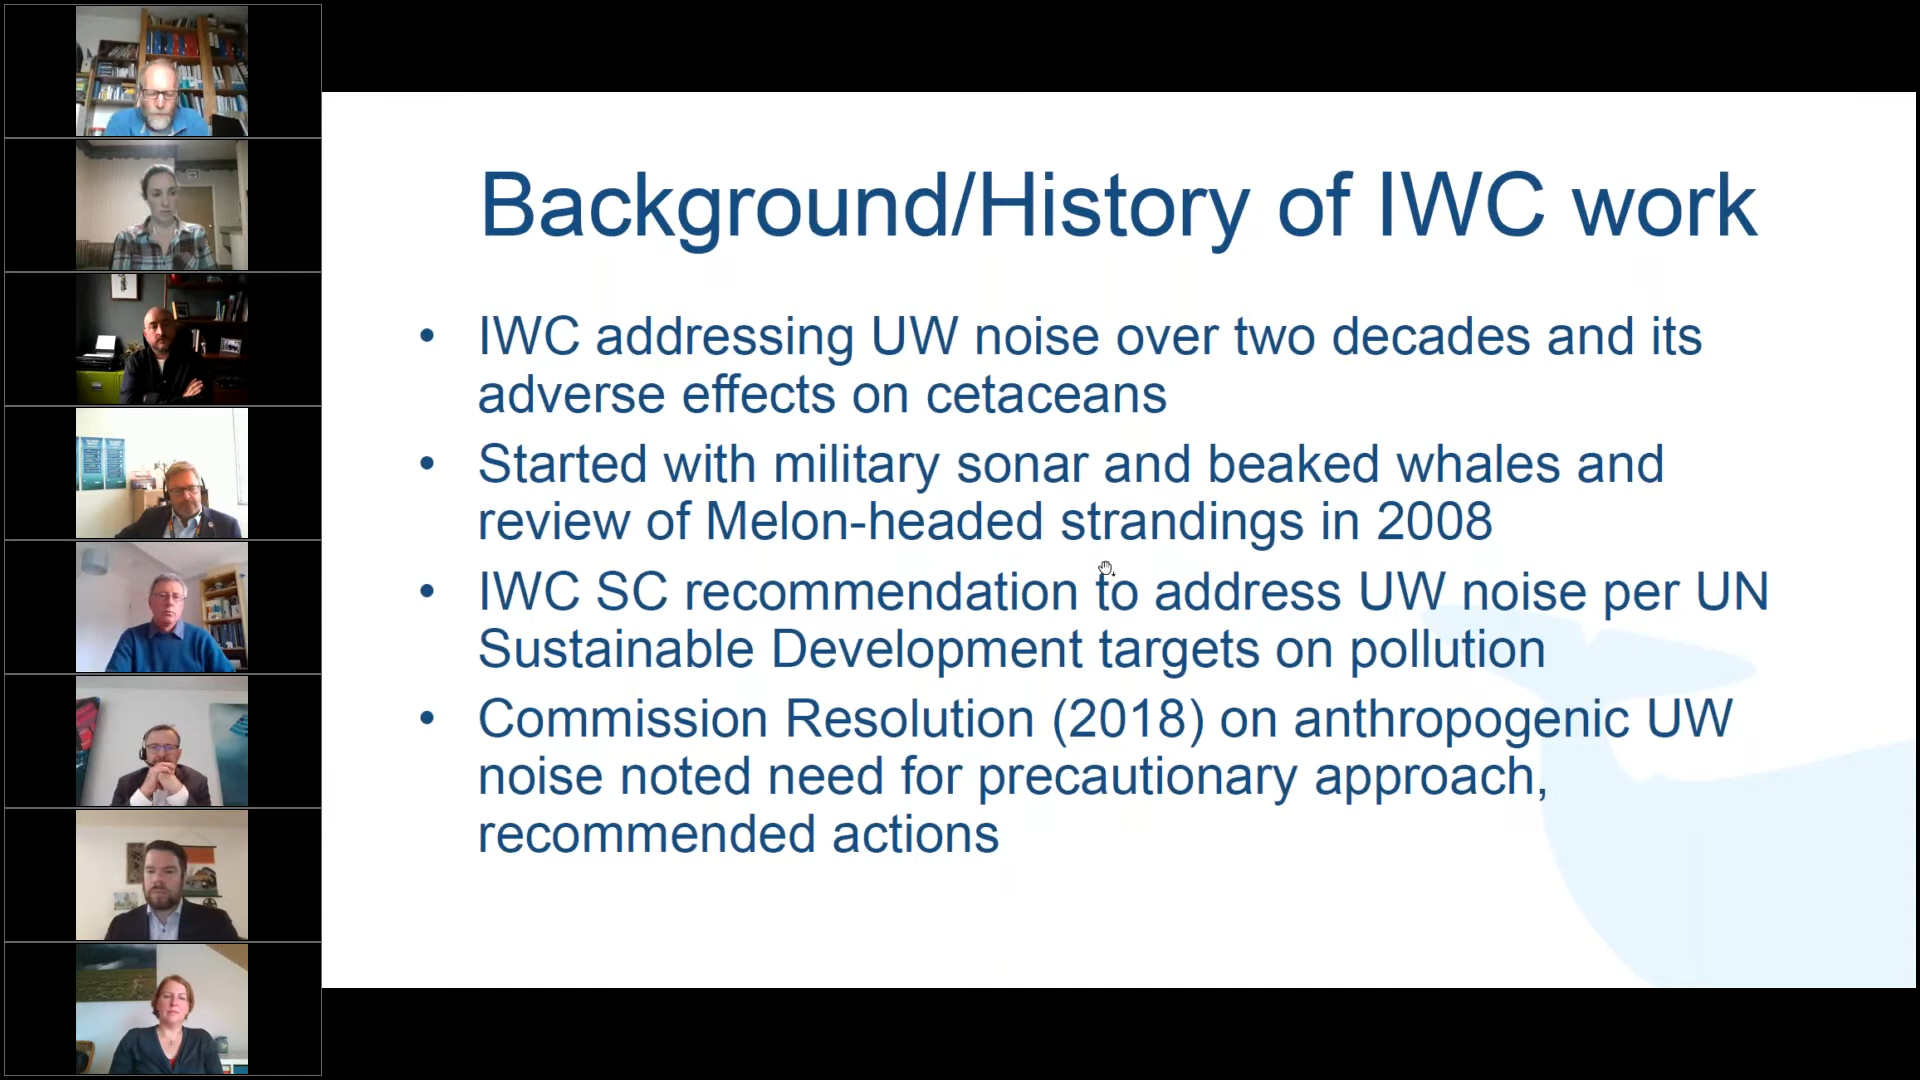 Background/History of IWC work
• IWC addressing UW noise over two decades and its
adverse effects on cetaceans
• Started with military sonar and beaked whales and
review of Melon-headed strandings in 2008
• IWC SC recommendation to address UW noise per UN
Sustainable Development targets on pollution
• Commission Resolution (2018) on anthropogenic UW
noise noted need for precautionary approach,
recommended actions